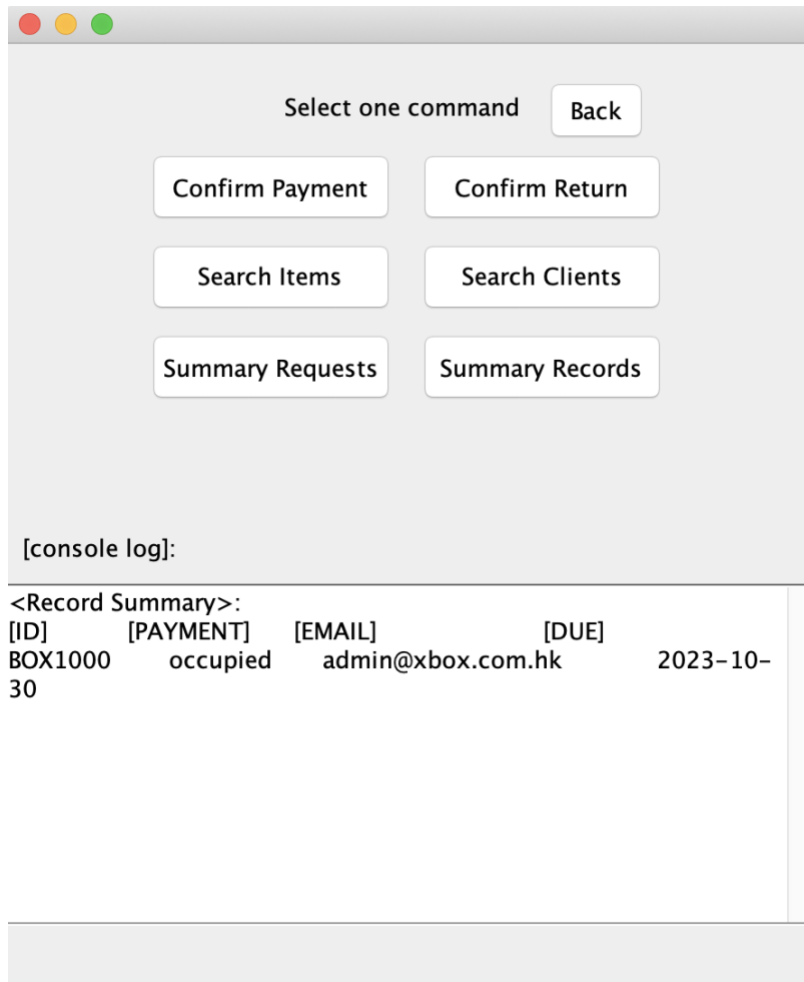 Select one command Back
Confirm Payment Confirm Return
Search Items Search Clients
Summary Requests Summary Records
[console log]:
<Record Summary>:
[ID] [PAYMENT] [EMAIL] [DUE]
BOX1000 occupied admin@xbox.com.hk 2023-10-
30